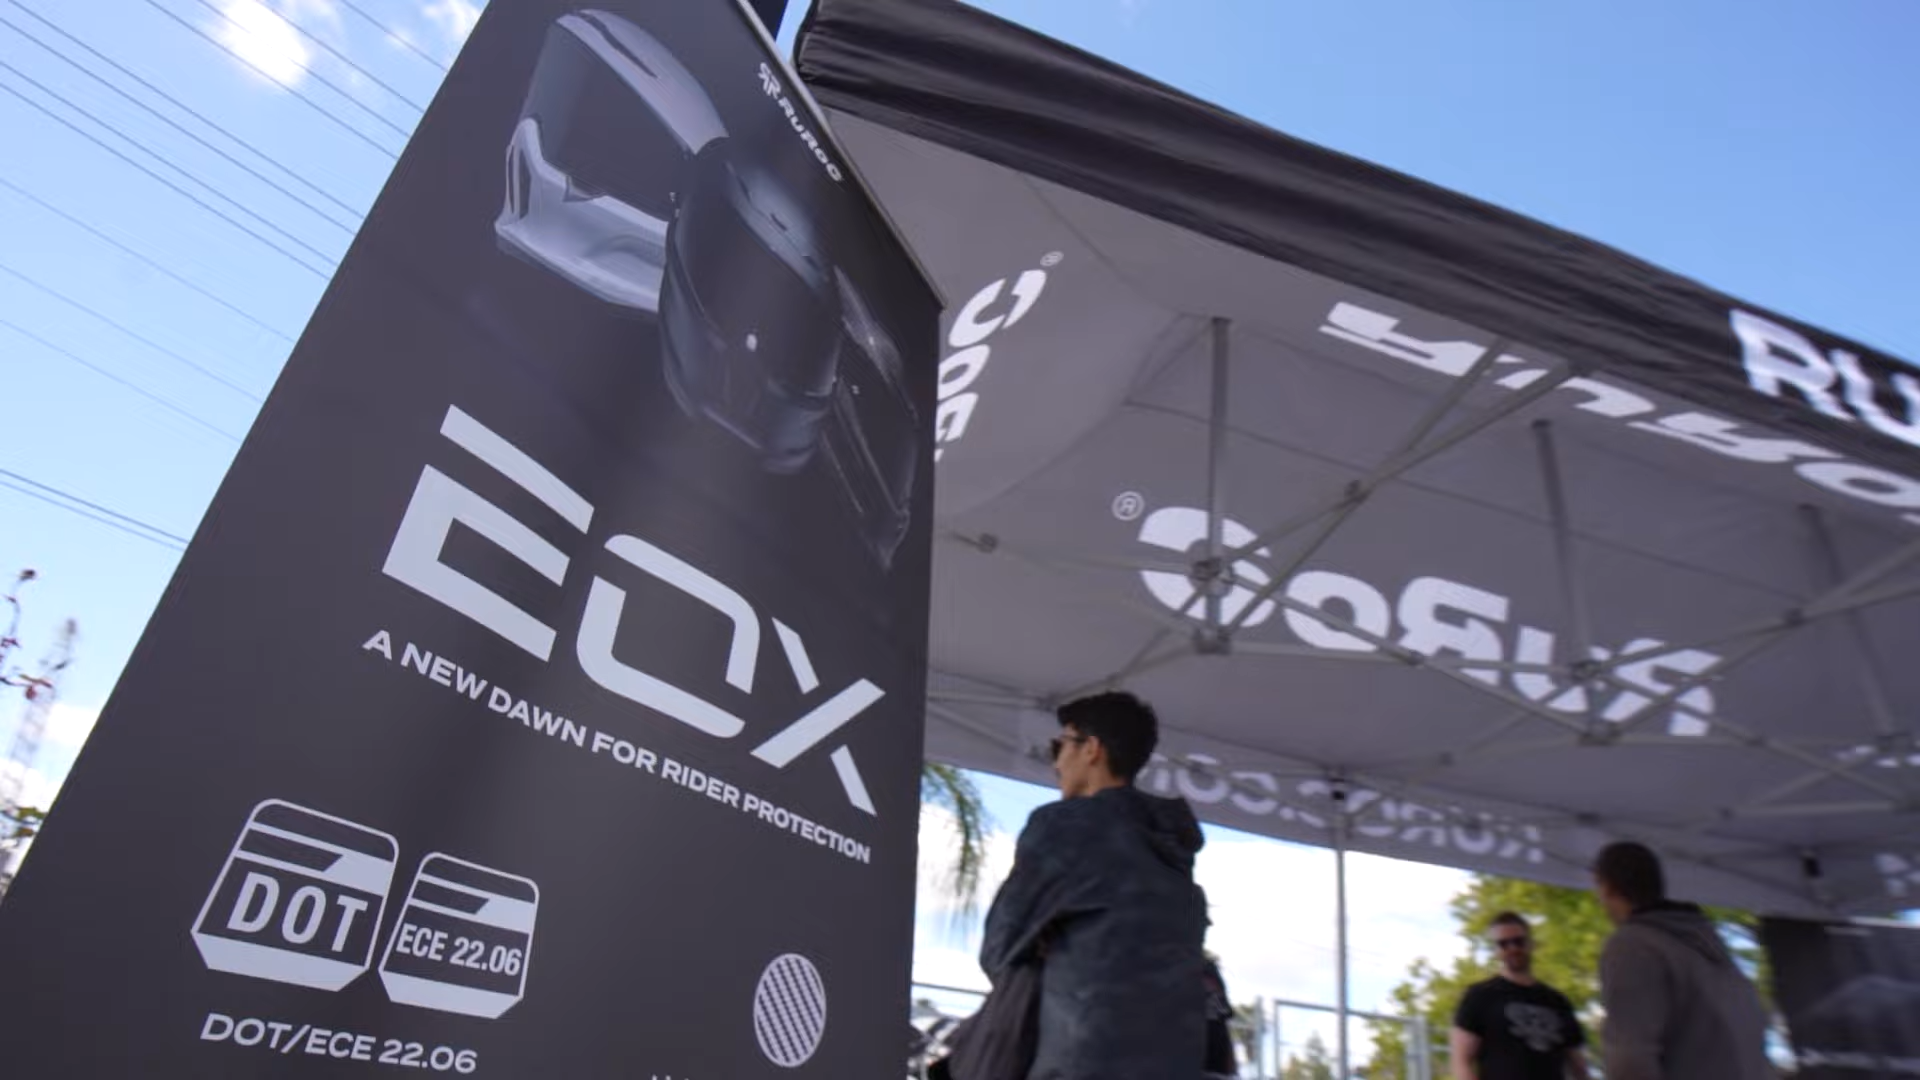 RUROC
EOX
A NEW DAWN FOR RIDER PROTECTION
DOT
ECE 22.06
DOT/ECE 22.06
RUROC®
RUROC
RU
RUROC.COM